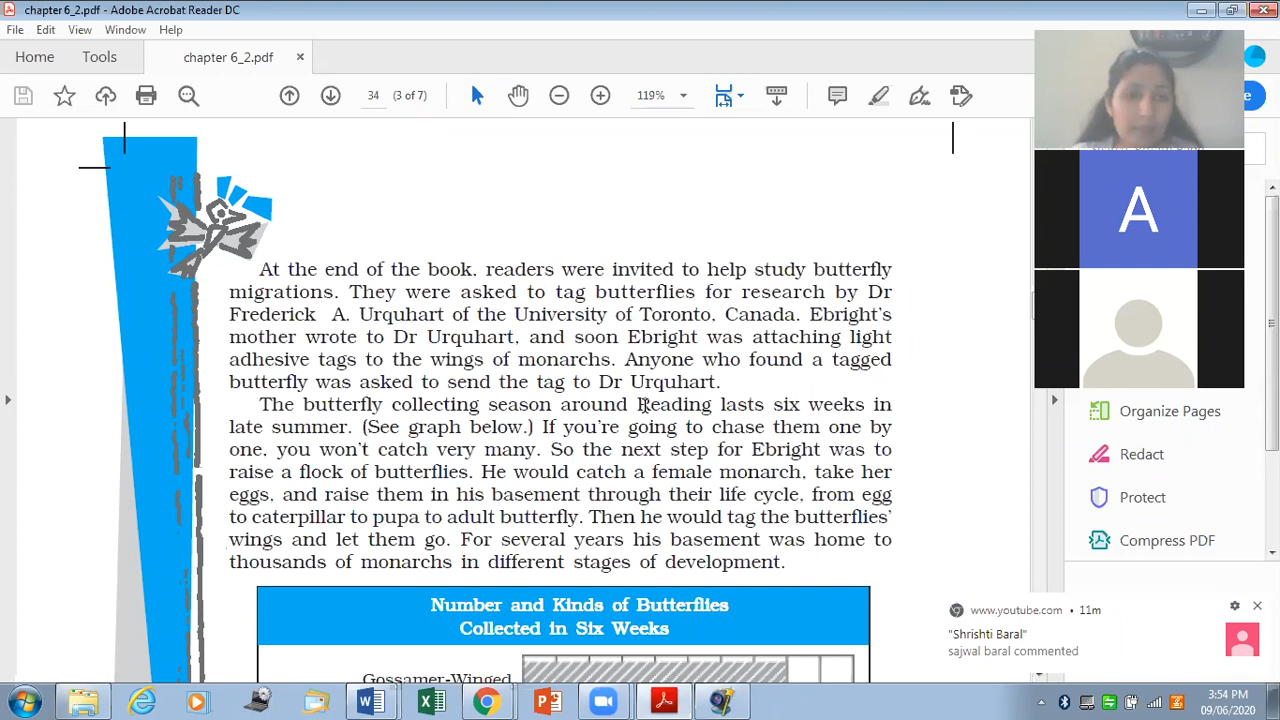 chapter 6_2.pdf - Adobe Acrobat Reader DC
File Edit View Window Help
Home Tools chapter 6_2.pdf ×
34 (3 of 7) 119%
A
At the end of the book, readers were invited to help study butterfly
migrations. They were asked to tag butterflies for research by Dr
Frederick A. Urquhart of the University of Toronto, Canada. Ebright's
mother wrote to Dr Urquhart, and soon Ebright was attaching light
adhesive tags to the wings of monarchs. Anyone who found a tagged
butterfly was asked to send the tag to Dr Urquhart.
The butterfly collecting season around Reading lasts six weeks in
late summer. (See graph below.) If you're going to chase them one by
one, you won't catch very many. So the next step for Ebright was to
raise a flock of butterflies. He would catch a female monarch, take her
eggs, and raise them in his basement through their life cycle, from egg
to caterpillar to pupa to adult butterfly. Then he would tag the butterflies'
wings and let them go. For several years his basement was home to
thousands of monarchs in different stages of development.
Number and Kinds of Butterflies
Collected in Six Weeks
Gossamer-Winged
Organize Pages
Redact
Protect
Compress PDF
www.youtube.com • 11m
"Shrishti Baral"
sajwal baral commented
3:54 PM
09/06/2020